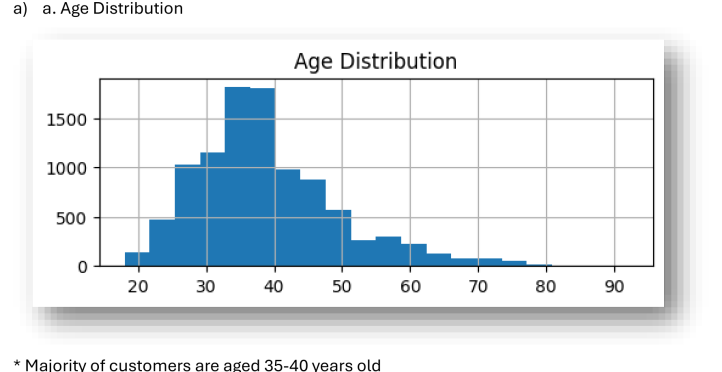 a) a. Age Distribution
Age Distribution
1500
1000
500
0
20 30 40 50 60 70 80 90
* Majority of customers are aged 35-40 years old